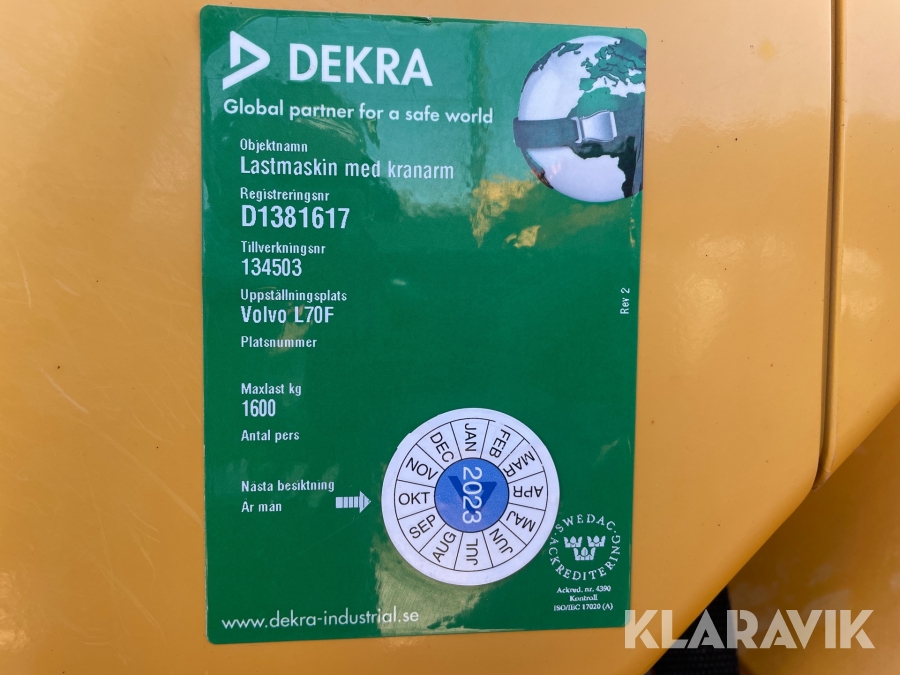 DEKRA
Global partner for a safe world
Objektnamn
Lastmaskin med kranarm
Registreringsnr
D1381617
Tillverkningsnr
134503
Uppställningsplats
Volvo L70F
Platsnummer
Maxlast kg
1600
Antal pers
Nästa besiktning
År mån
JAN
FEB
MAR
APR
MAJ
JUN
JUL
AUG
SEP
OKT
NOV
DEC
2023
Rev 2
SWEDAC
ACKREDITERING
Ackred. nr. 4390
Kontroll
ISO/IEC 17020 (A)
www.dekra-industrial.se
KLARAVIK